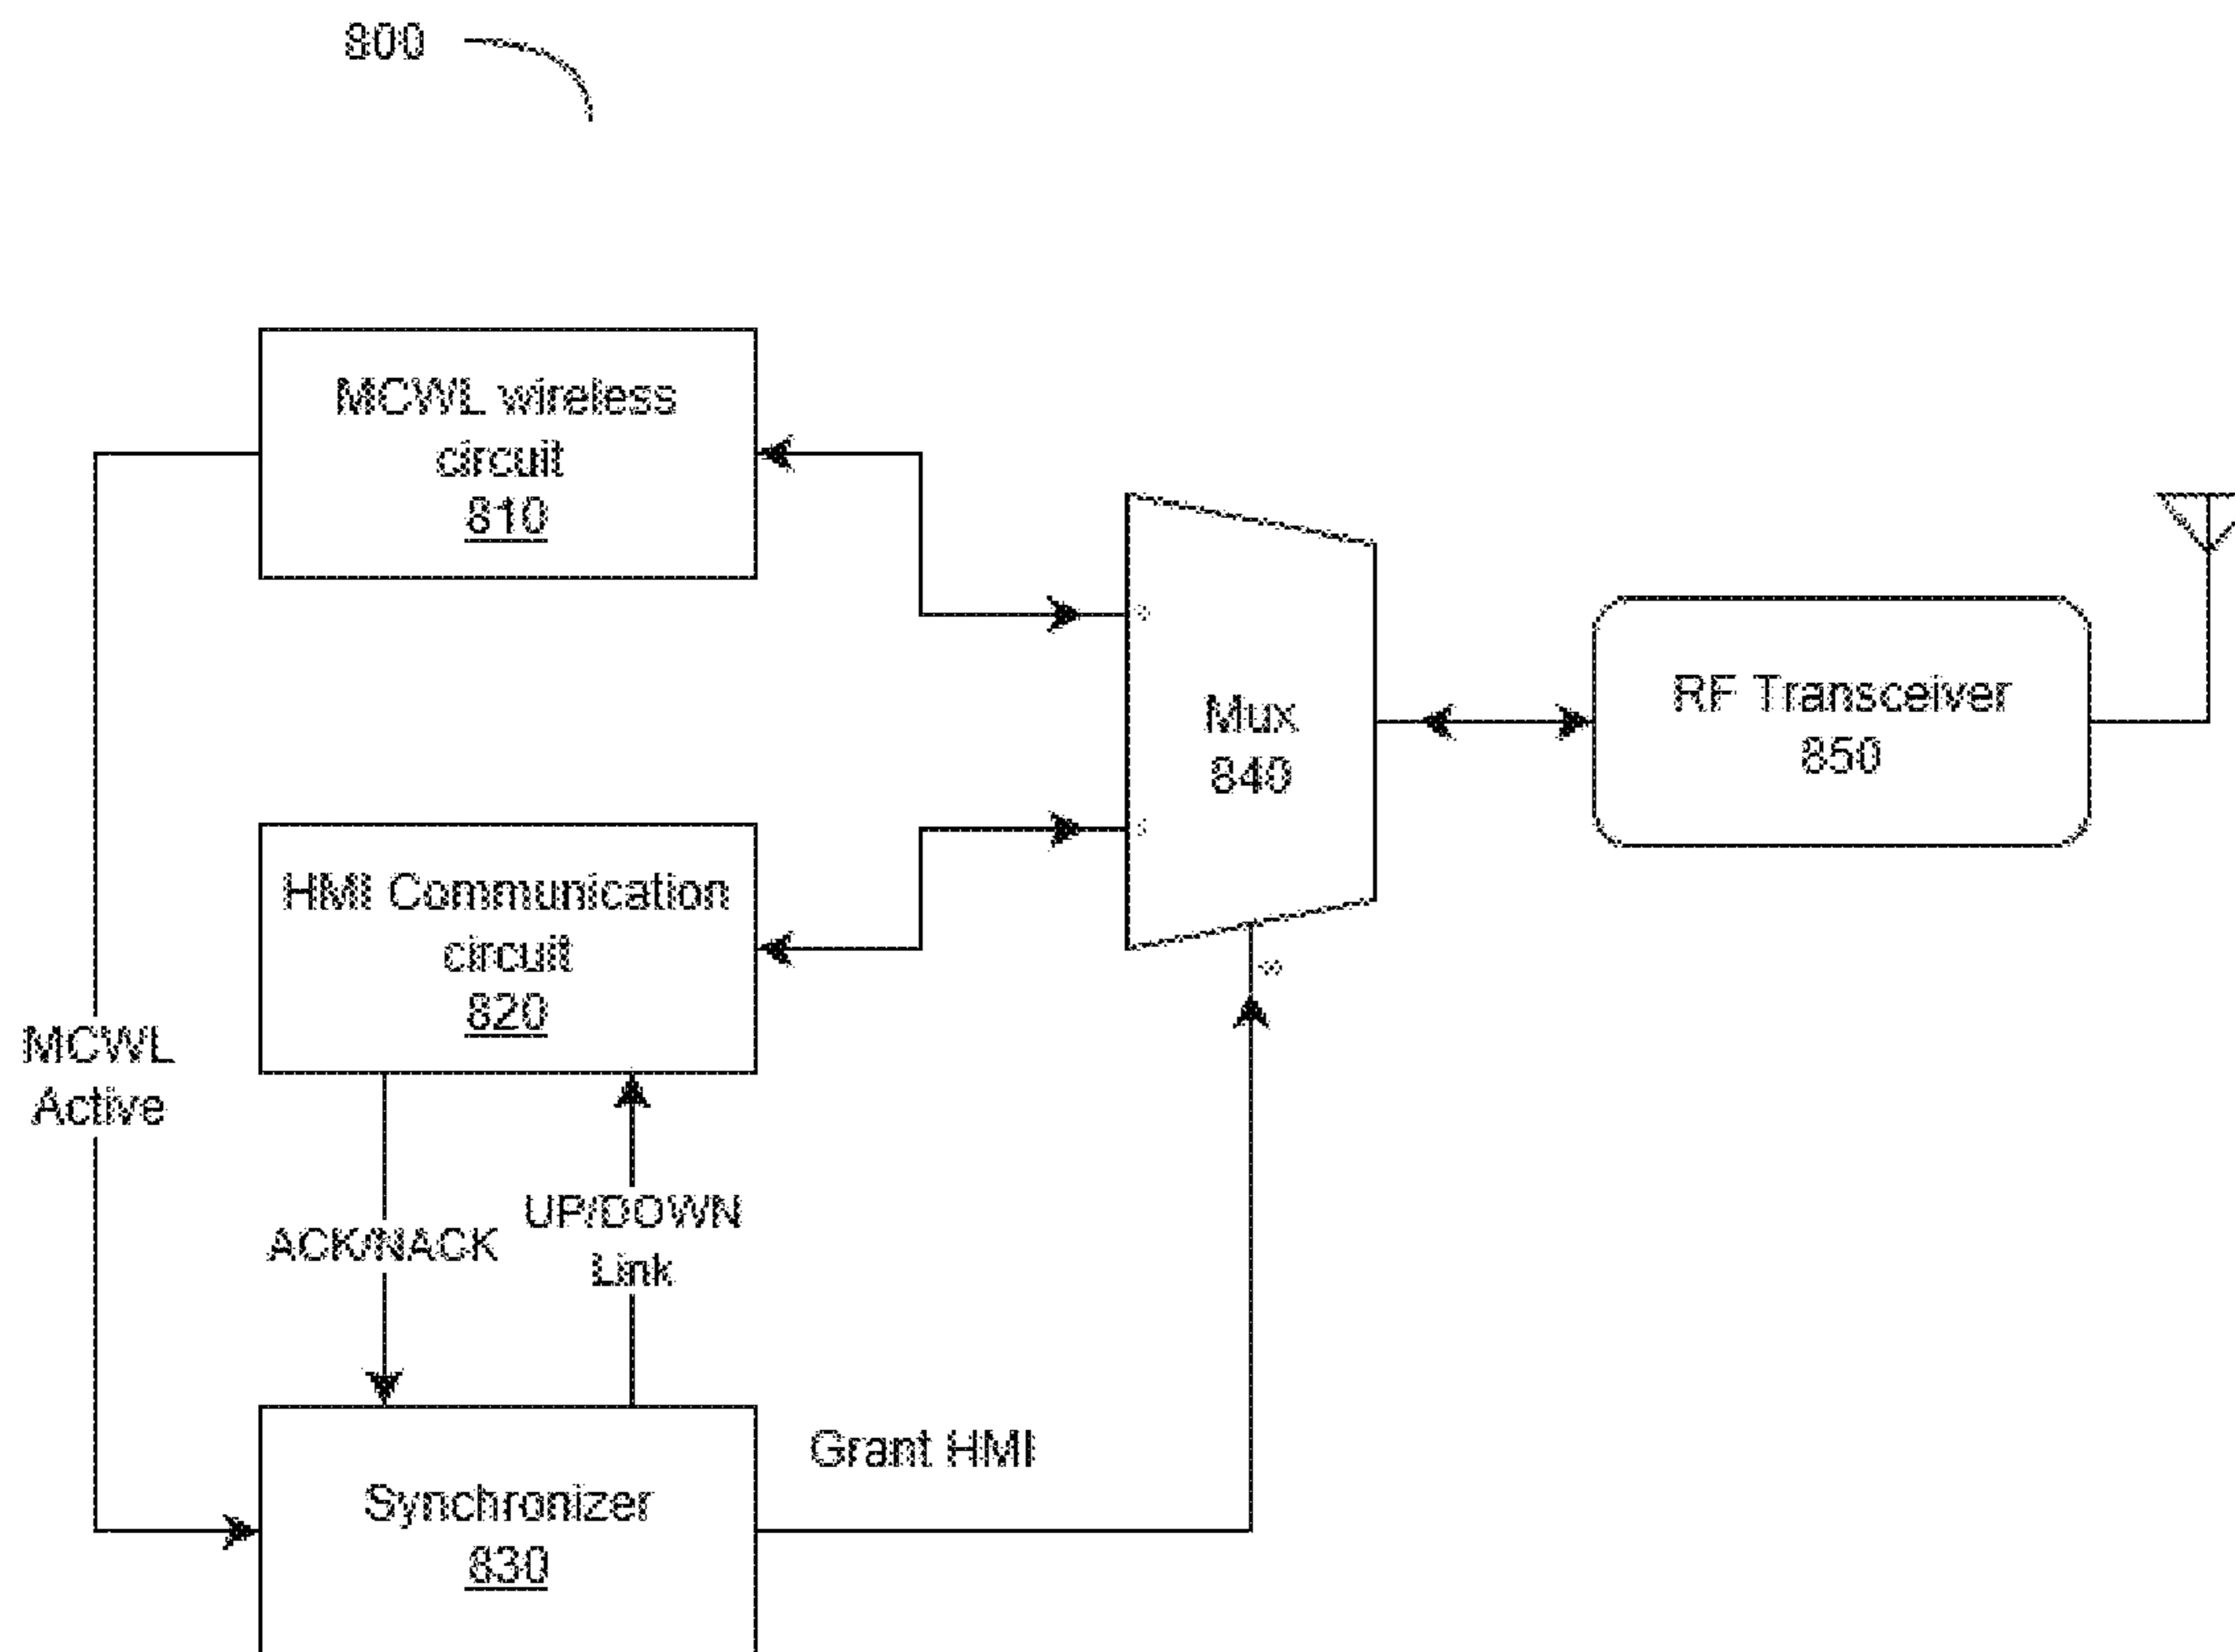 800
MCWL wireless
circuit
810
Mux
840
RF Transceiver
850
HMI Communication
circuit
820
MCWL
Active
ACK/NACK
UP/DOWN
Link
Grant HMI
Synchronizer
830